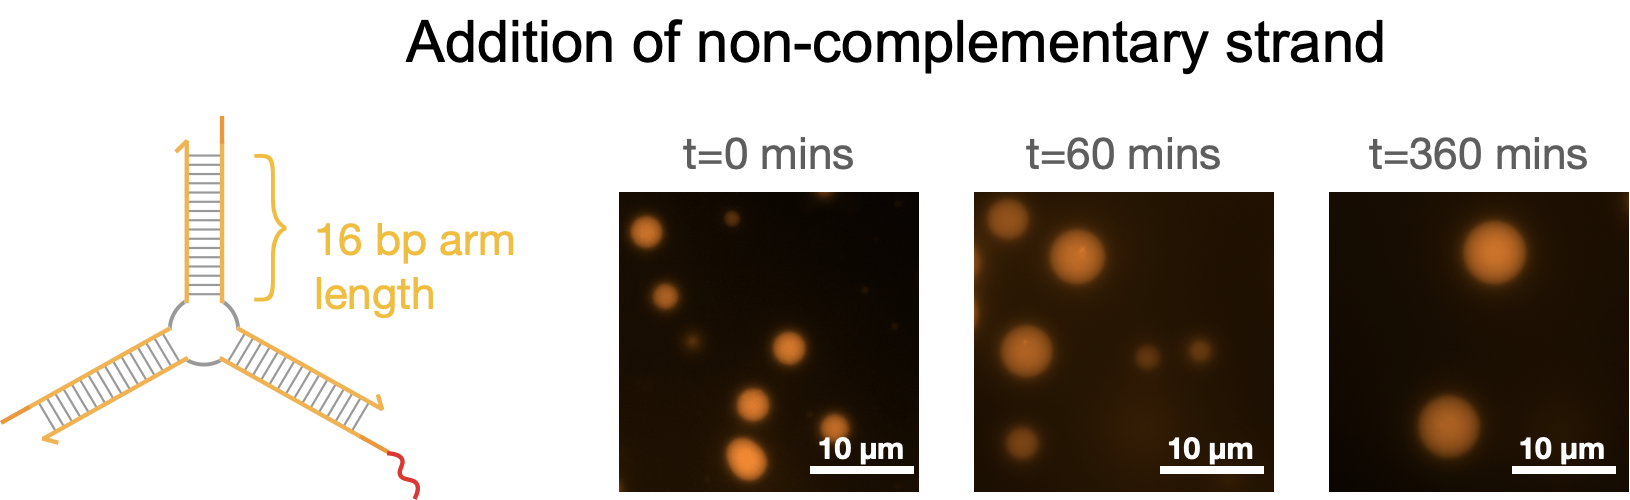 Addition of non-complementary strand
t=0 mins
t=60 mins
t=360 mins
16 bp arm
length
10 µm
10 µm
10 µm